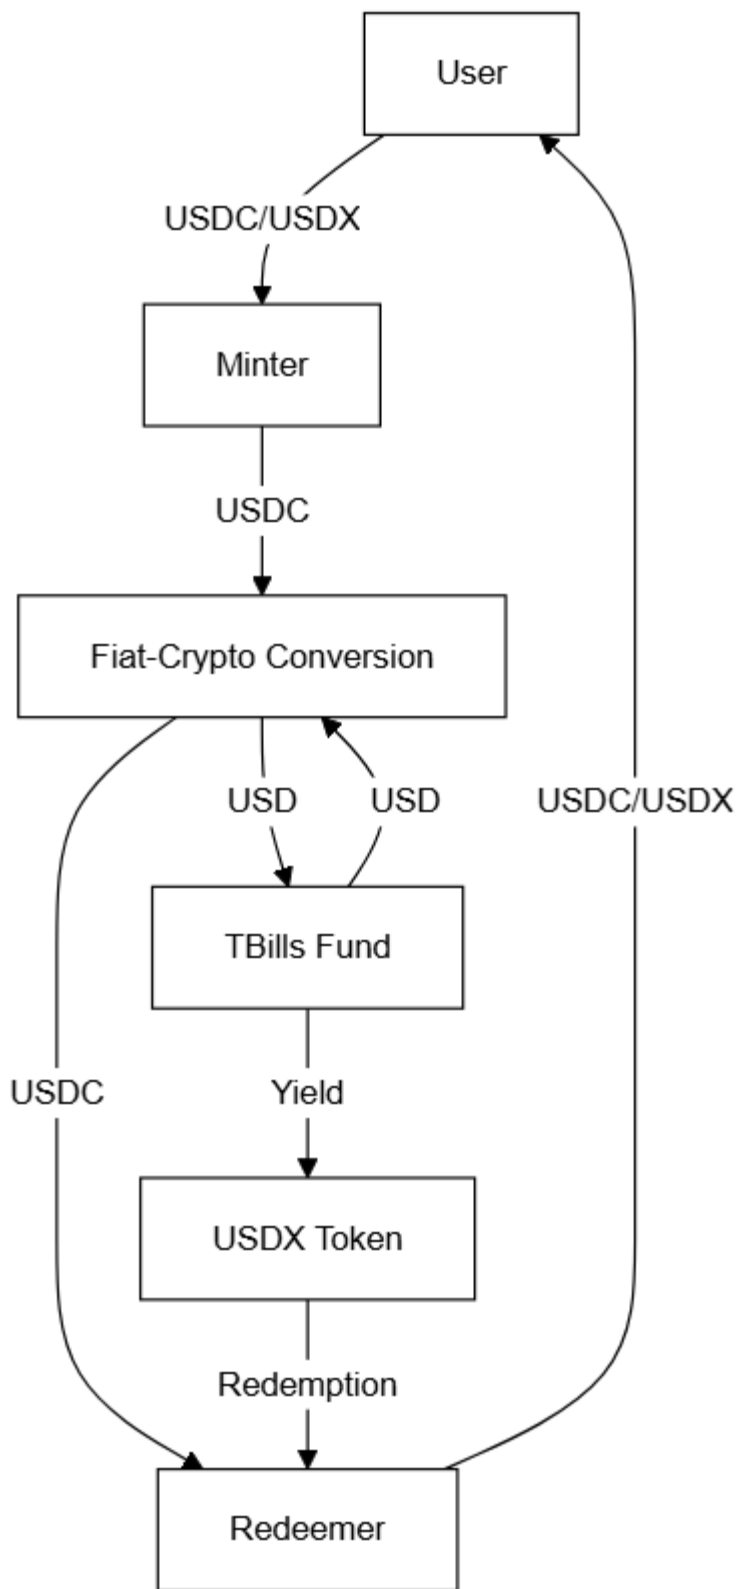 User
USDC/USDX
Minter
USDC
Fiat-Crypto Conversion
USD
USD
USDC/USDX
TBills Fund
USDC
Yield
USDX Token
Redemption
Redeemer